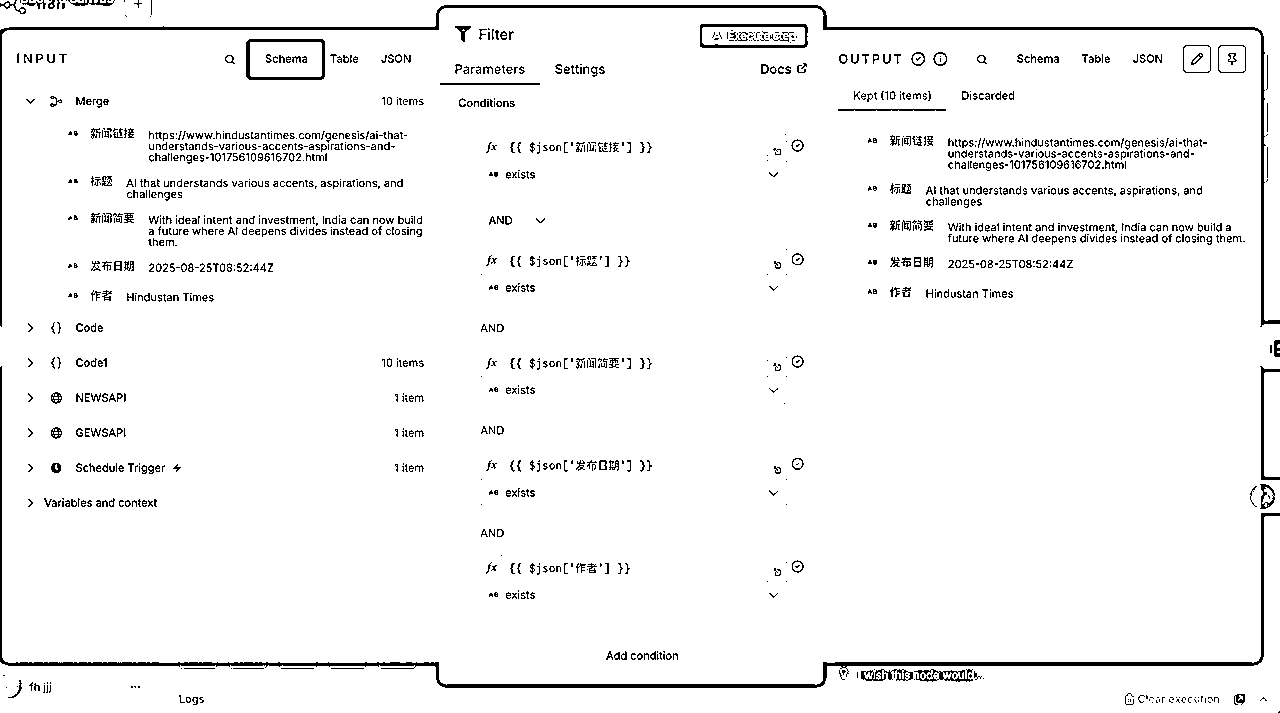 +
INPUT
Schema
Table
JSON
Merge
10 items
新闻链接
https://www.hindustantimes.com/genesis/ai-that-
understands-various-accents-aspirations-and-
challenges-101756109616702.html
标题
AI that understands various accents, aspirations, and
challenges
新闻简要
With ideal intent and investment, India can now build
a future where AI deepens divides instead of closing
them.
发布日期
2025-08-25T08:52:44Z
作者
Hindustan Times
Code
Code1
10 items
NEWSAPI
1 item
GEWSAPI
1 item
Schedule Trigger
1 item
Variables and context
Filter
Execute step
Parameters
Settings
Docs
Conditions
fx {{ $json['新闻链接'] }}
exists
AND
fx {{ $json['标题'] }}
exists
AND
fx {{ $json['新闻简要'] }}
exists
AND
fx {{ $json['发布日期'] }}
exists
AND
fx {{ $json['作者'] }}
exists
Add condition
OUTPUT
Schema
Table
JSON
Kept (10 items)
Discarded
新闻链接
https://www.hindustantimes.com/genesis/ai-that-
understands-various-accents-aspirations-and-
challenges-101756109616702.html
标题
AI that understands various accents, aspirations, and
challenges
新闻简要
With ideal intent and investment, India can now build a
future where AI deepens divides instead of closing them.
发布日期
2025-08-25T08:52:44Z
作者
Hindustan Times
I wish this node would...
fh jjj
...
Logs
Clear execution